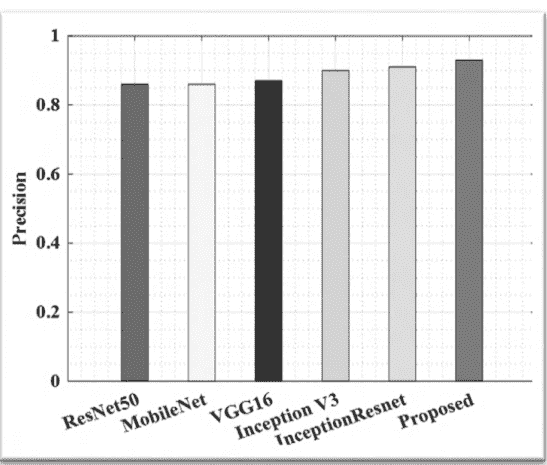 1
0.8
0.6
0.4
0.2
0
Precision
ResNet50
MobileNet
VGG16
Inception V3
InceptionResnet
Proposed